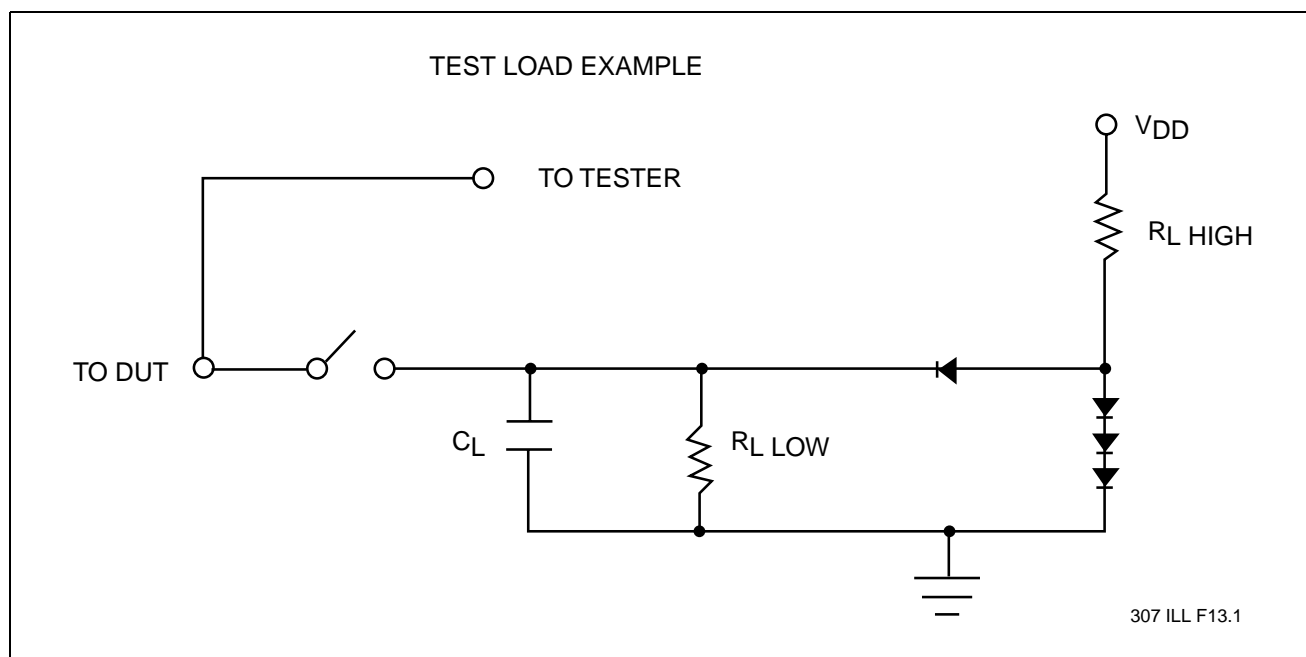 TEST LOAD EXAMPLE
VDD
TO TESTER
RL HIGH
TO DUT
CL
RL LOW
307 ILL F13.1